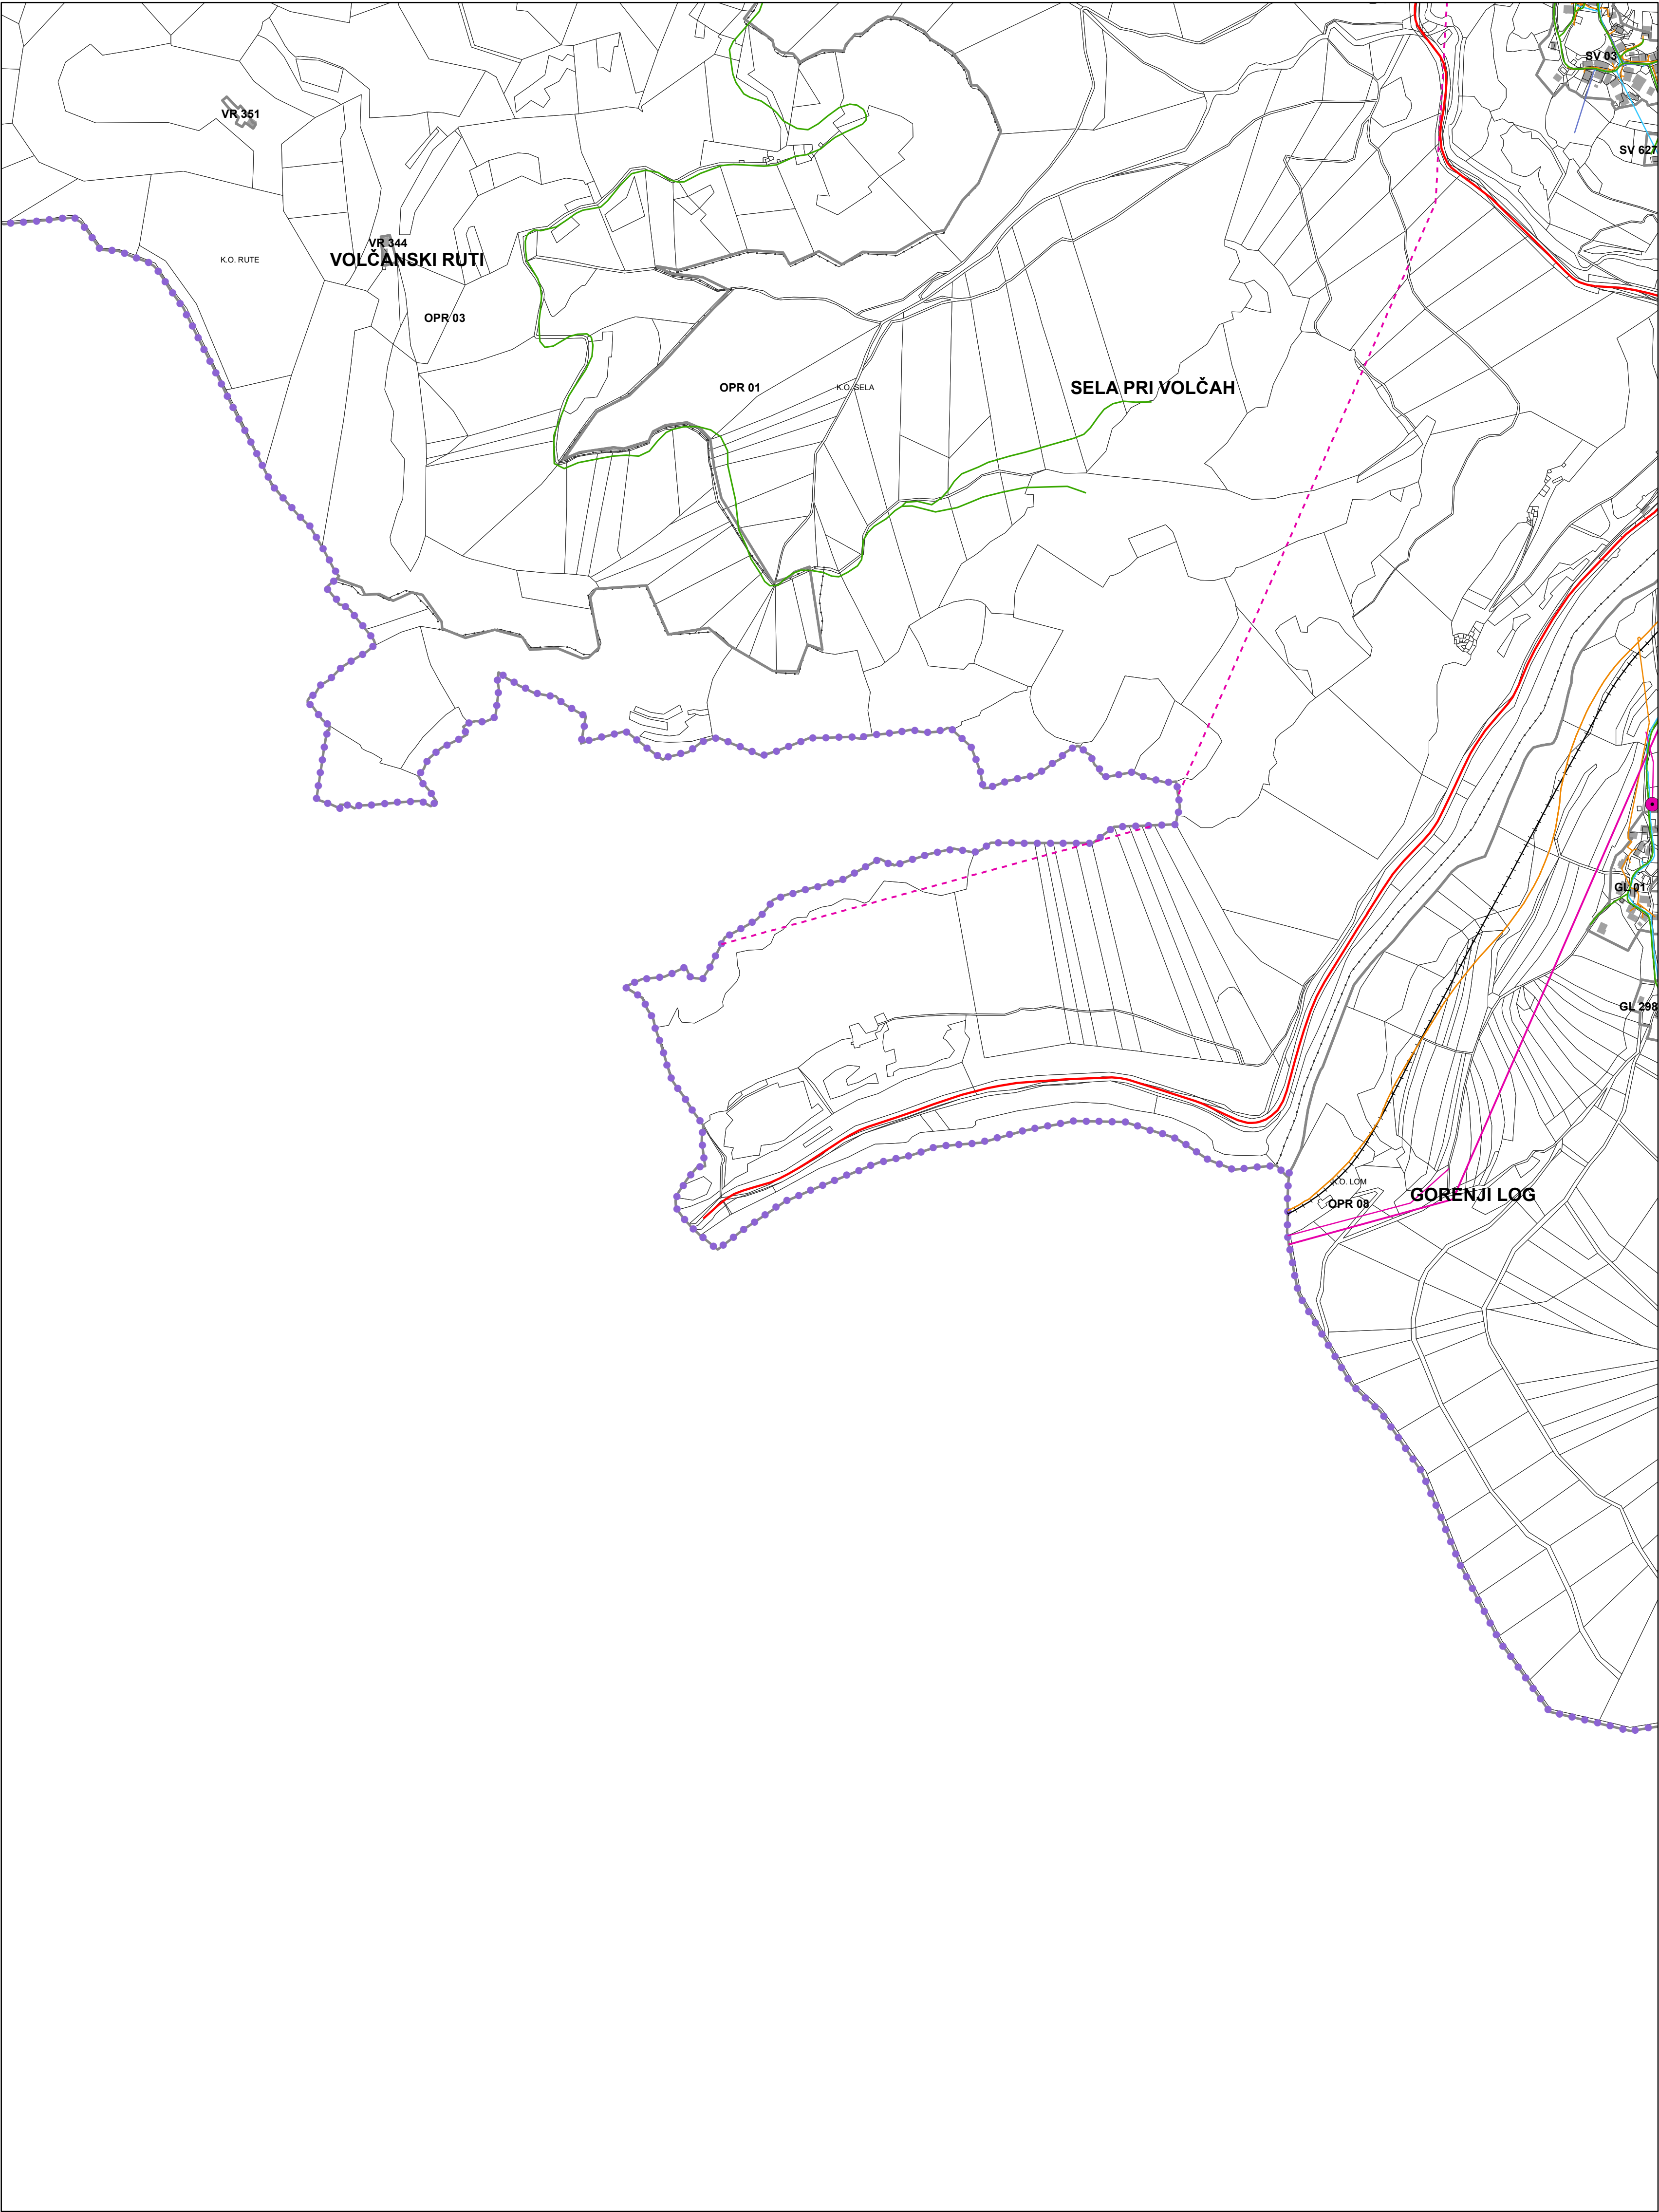 SV 03
VR 351
SV 627
VR 344
VOLČANSKI RUTI
K.O. RUTE
OPR 03
OPR 01
K.O. SELA
SELA PRI VOLČAH
GL 01
GL 298
K.O. LOM
GORENJI LOG
OPR 08